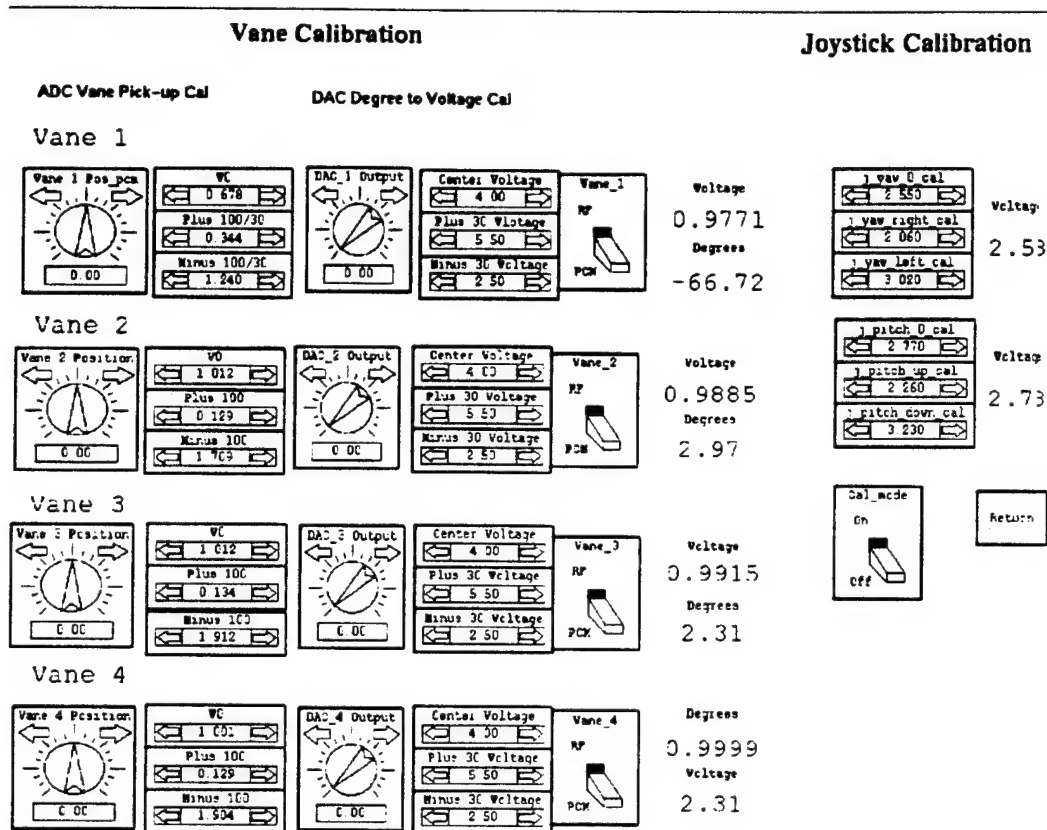 Vane Calibration
Joystick Calibration
ADC Vane Pick-up Cal
DAC Degree to Voltage Cal
Vane 1
Vane 1 Pos_pcm
0.00
V0
0.678
Plus 100/30
0.344
Minus 100/30
1.240
DAC_1 Output
0.00
Center Voltage
4.00
Plus 30 Vlotage
5.50
Minus 30 Voltage
2.50
Vane_1
RF
PCM
Voltage
0.9771
Degrees
-66.72
j_yaw_0_cal
2.550
j_yaw_right_cal
2.060
j_yaw_left_cal
3.020
Voltage
2.53
Vane 2
Vane 2 Position
0.00
V0
1.012
Plus 100
0.129
Minus 100
DAC_2 Output
0.00
Center Voltage
4.00
Plus 30 Voltage
5.50
Minus 30 Voltage
2.50
Vane_2
RF
PCM
Voltage
0.9885
Degrees
2.97
j_pitch_0_cal
2.770
j_pitch_up_cal
2.260
j_pitch_down_cal
3.230
Voltage
2.73
Vane 3
Vane 3 Position
0.00
V0
1.012
Plus 100
0.134
Minus 100
1.912
DAC_3 Output
0.00
Center Voltage
4.00
Plus 30 Voltage
5.50
Minus 30 Voltage
2.50
Vane_3
RF
PCM
Voltage
0.9915
Degrees
2.31
Cal_mode
On
Off
Return
Vane 4
Vane 4 Position
0.00
V0
1.001
Plus 100
0.129
Minus 100
1.904
DAC_4 Output
0.00
Center Voltage
4.00
Plus 30 Voltage
5.50
Minus 30 Voltage
2.50
Vane_4
RF
PCM
Degrees
0.9999
Voltage
2.31